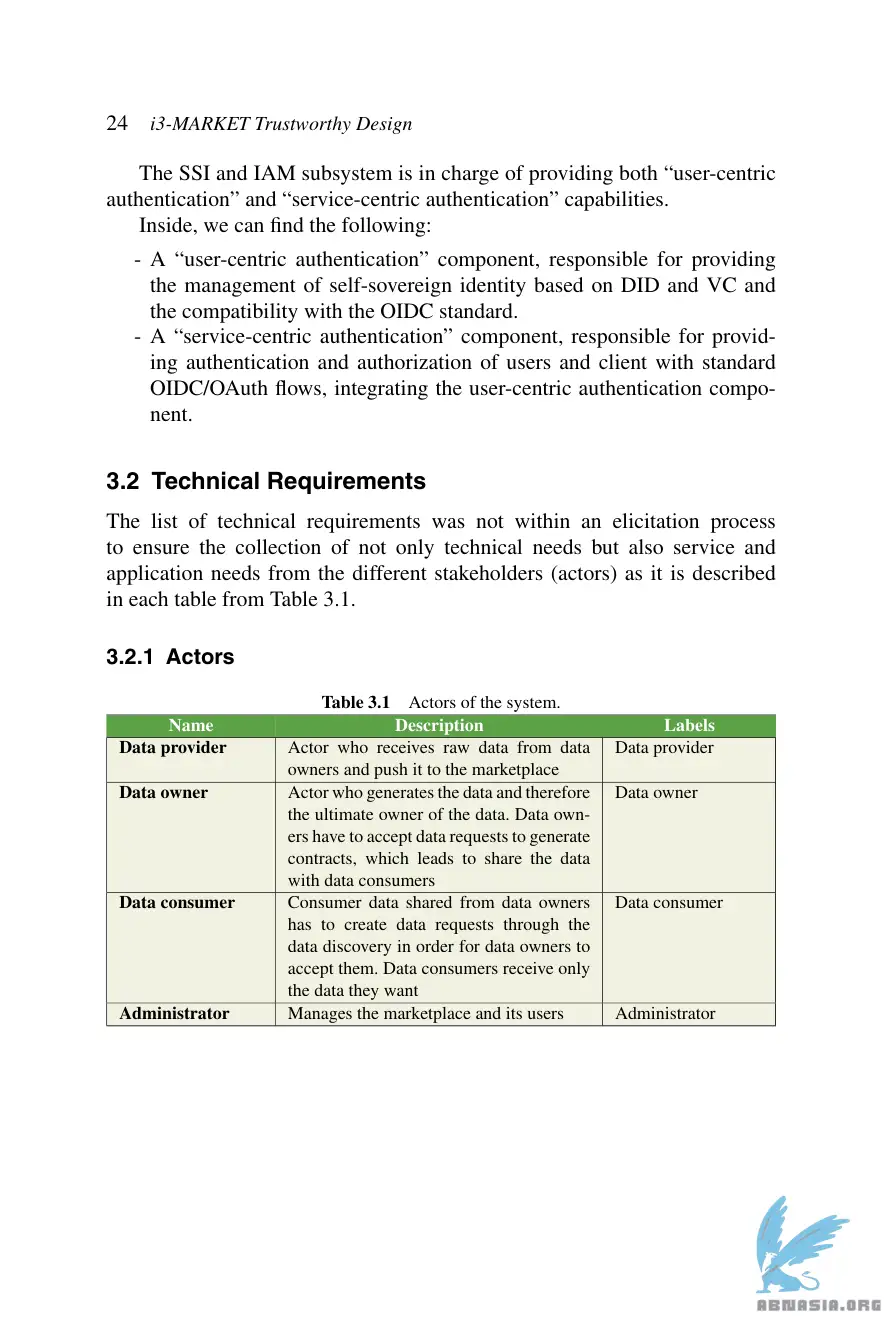 24 i3-MARKET Trustworthy Design
The SSI and IAM subsystem is in charge of providing both “user-centric
authentication” and “service-centric authentication” capabilities.
Inside, we can find the following:
- A “user-centric authentication” component, responsible for providing
the management of self-sovereign identity based on DID and VC and
the compatibility with the OIDC standard.
- A “service-centric authentication” component, responsible for provid-
ing authentication and authorization of users and client with standard
OIDC/OAuth flows, integrating the user-centric authentication compo-
nent.
3.2 Technical Requirements
The list of technical requirements was not within an elicitation process
to ensure the collection of not only technical needs but also service and
application needs from the different stakeholders (actors) as it is described
in each table from Table 3.1.
3.2.1 Actors
Table 3.1 Actors of the system.
Name Description Labels
Data provider Actor who receives raw data from data Data provider
owners and push it to the marketplace
Data owner Actor who generates the data and therefore Data owner
the ultimate owner of the data. Data own-
ers have to accept data requests to generate
contracts, which leads to share the data
with data consumers
Data consumer Consumer data shared from data owners Data consumer
has to create data requests through the
data discovery in order for data owners to
accept them. Data consumers receive only
the data they want
Administrator Manages the marketplace and its users Administrator
ABNASIA.ORG